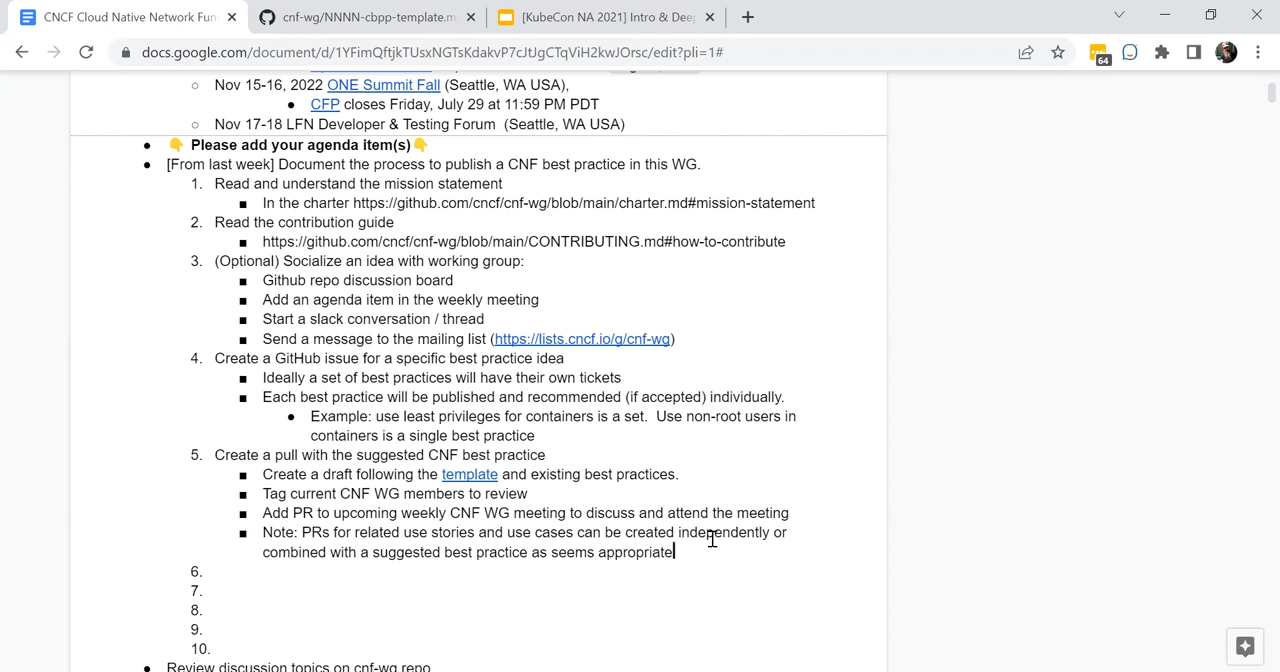 CNCF Cloud Native Network Fun
cnf-wg/NNNN-cbpp-template.m
[KubeCon NA 2021] Intro & Deep
docs.google.com/document/d/1YFimQftjkTUsxNGTsKdakvP7cJtJgCTqViH2kwJOrsc/edit?pli=1#
64
○ Nov 15-16, 2022 ONE Summit Fall (Seattle, WA USA),
● CFP closes Friday, July 29 at 11:59 PM PDT
○ Nov 17-18 LFN Developer & Testing Forum (Seattle, WA USA)
● 👇 Please add your agenda item(s)👇
● [From last week] Document the process to publish a CNF best practice in this WG.
1. Read and understand the mission statement
■ In the charter https://github.com/cncf/cnf-wg/blob/main/charter.md#mission-statement
2. Read the contribution guide
■ https://github.com/cncf/cnf-wg/blob/main/CONTRIBUTING.md#how-to-contribute
3. (Optional) Socialize an idea with working group:
■ Github repo discussion board
■ Add an agenda item in the weekly meeting
■ Start a slack conversation / thread
■ Send a message to the mailing list (https://lists.cncf.io/g/cnf-wg)
4. Create a GitHub issue for a specific best practice idea
■ Ideally a set of best practices will have their own tickets
■ Each best practice will be published and recommended (if accepted) individually.
● Example: use least privileges for containers is a set. Use non-root users in
containers is a single best practice
5. Create a pull with the suggested CNF best practice
■ Create a draft following the template and existing best practices.
■ Tag current CNF WG members to review
■ Add PR to upcoming weekly CNF WG meeting to discuss and attend the meeting
■ Note: PRs for related use stories and use cases can be created independently or
combined with a suggested best practice as seems appropriate
6.
7.
8.
9.
10.
● Review discussion topics on cnf-wg repo